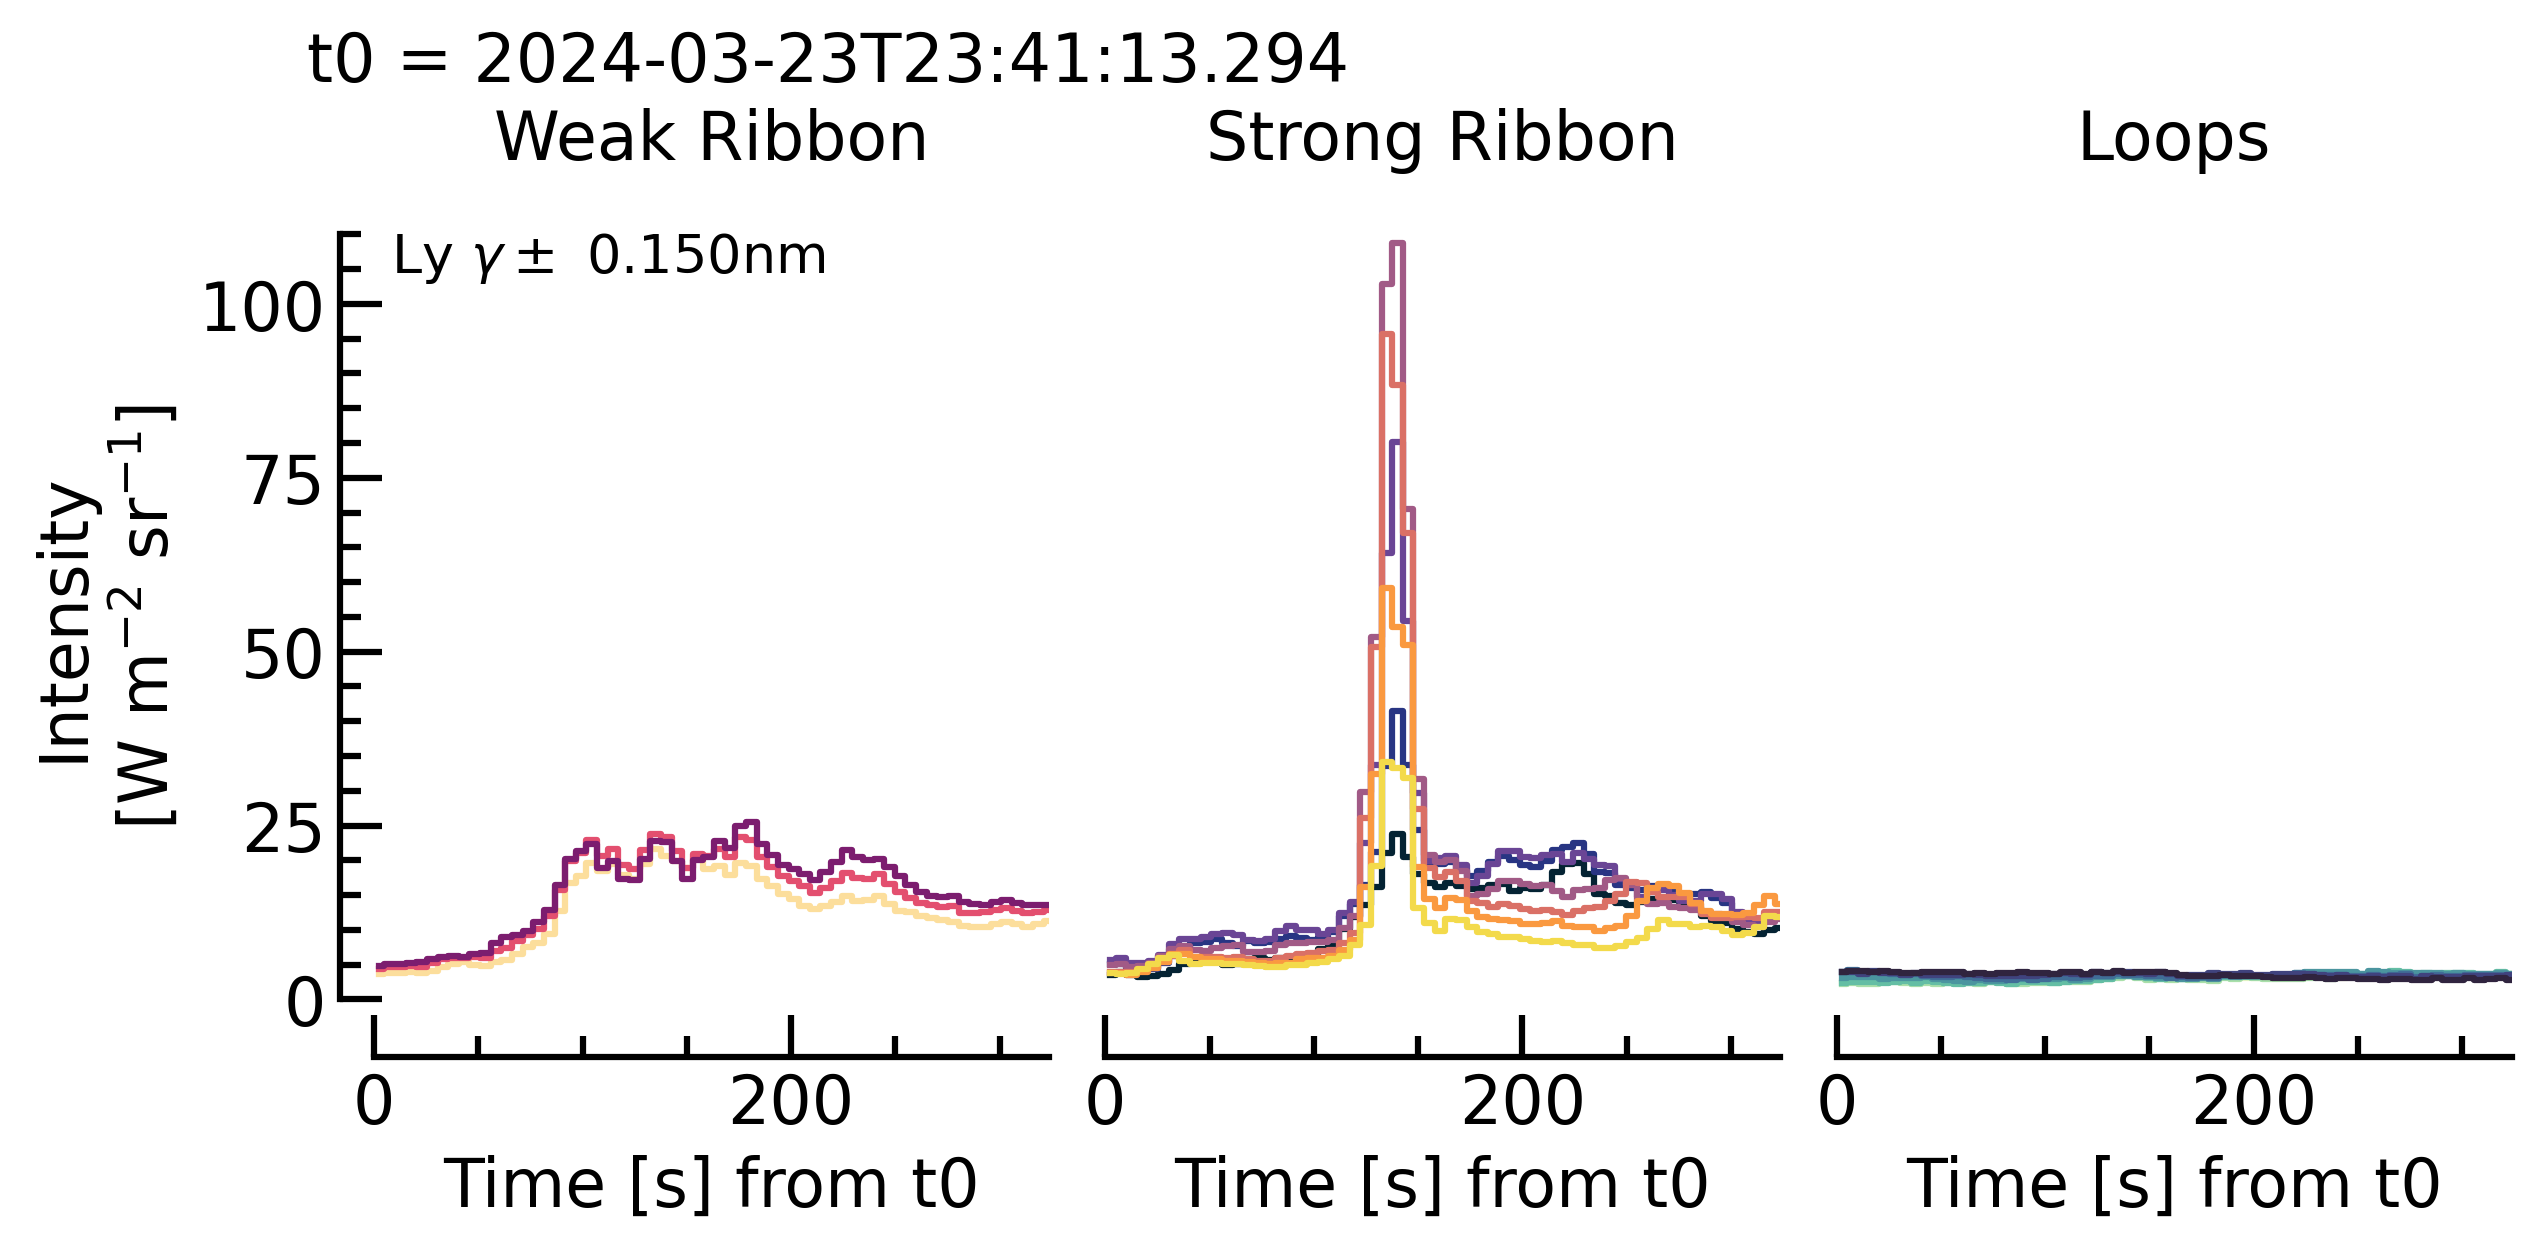 t0 = 2024-03-23T23:41:13.294
Weak Ribbon
Strong Ribbon
Loops
Ly γ ± 0.150nm
Intensity
[W m⁻² sr⁻¹]
100
75
50
25
0
0 200
0 200
0 200
Time [s] from t0
Time [s] from t0
Time [s] from t0